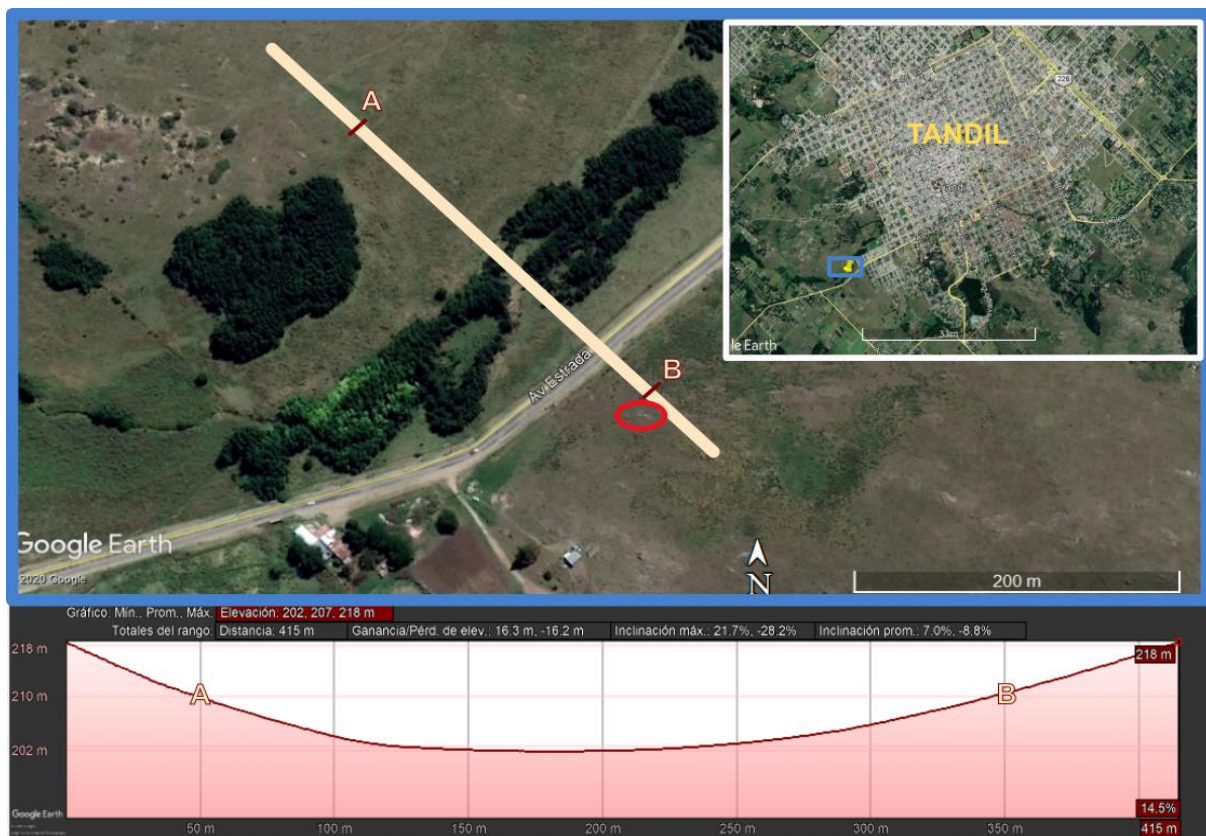 A
TANDIL
226
Tandil
3 km
le Earth
B
Av Estrada
Google Earth
©2020 Google
N
200 m
Gráfico: Mín., Prom., Máx. Elevación: 202, 207, 218 m
Totales del rango: Distancia: 415 m Ganancia/Pérd. de elev.: 16.3 m, -16.2 m Inclinación máx.: 21.7%, -28.2% Inclinación prom.: 7.0%, -8.8%
218 m
218 m
210 m
A
B
202 m
Google Earth
14.5%
50 m 100 m 150 m 200 m 250 m 300 m 350 m 415 m